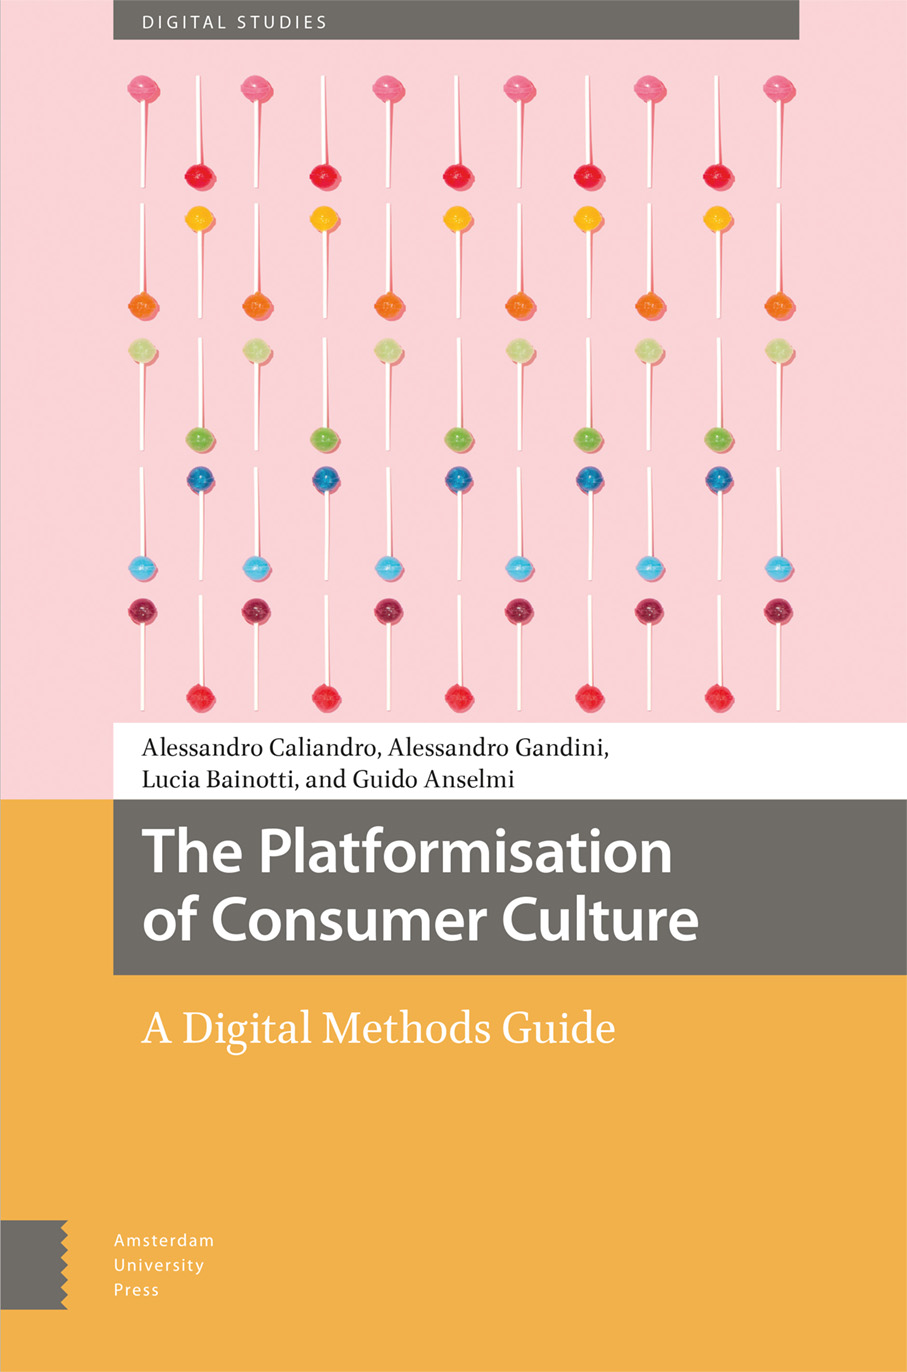 DIGITAL STUDIES
Alessandro Caliandro, Alessandro Gandini,
Lucia Bainotti, and Guido Anselmi
The Platformisation
of Consumer Culture
A Digital Methods Guide
Amsterdam
University
Press